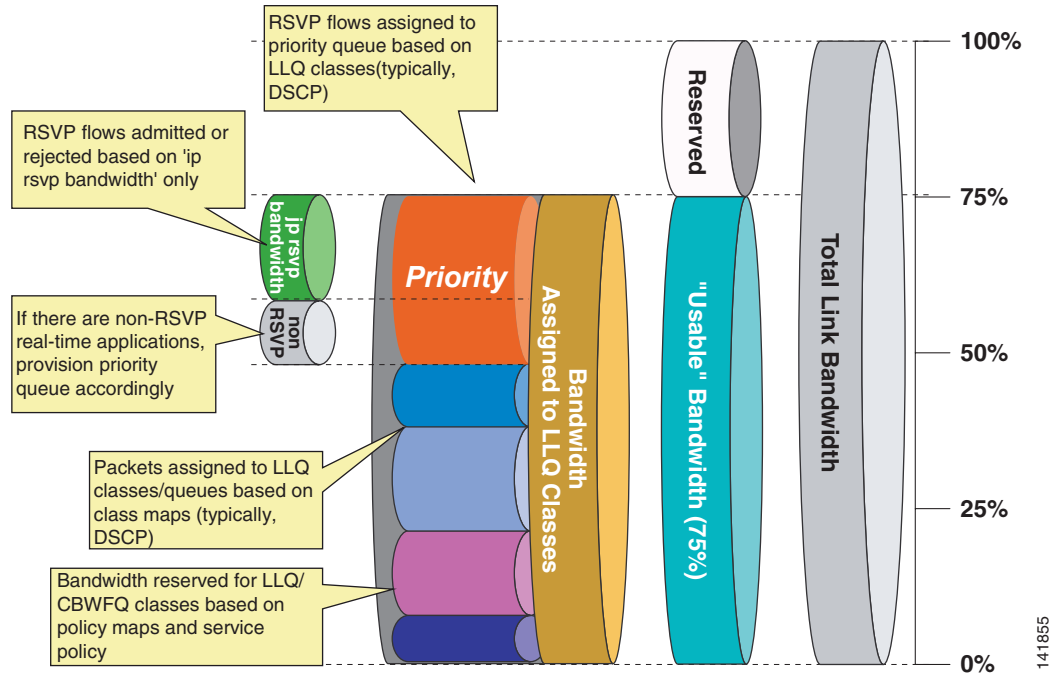 RSVP flows assigned to
priority queue based on
LLQ classes(typically,
DSCP)
RSVP flows admitted or
rejected based on 'ip
rsvp bandwidth' only
If there are non-RSVP
real-time applications,
provision priority
queue accordingly
Packets assigned to LLQ
classes/queues based on
class maps (typically,
DSCP)
Bandwidth reserved for LLQ/
CBWFQ classes based on
policy maps and service
policy
ip rsvp
bandwidth
non
RSVP
Priority
Bandwidth
Assigned to LLQ Classes
Reserved
"Usable" Bandwidth (75%)
Total Link Bandwidth
100%
75%
50%
25%
0%
141855